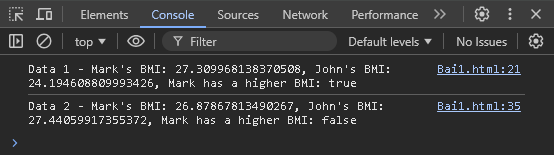 Elements Console Sources Network Performance
top Filter Default levels No Issues
Data 1 - Mark's BMI: 27.309968138370508, John's BMI: Bai1.html:21
24.194608809993426, Mark has a higher BMI: true
Data 2 - Mark's BMI: 26.87867813490267, John's BMI: Bai1.html:35
27.44059917355372, Mark has a higher BMI: false